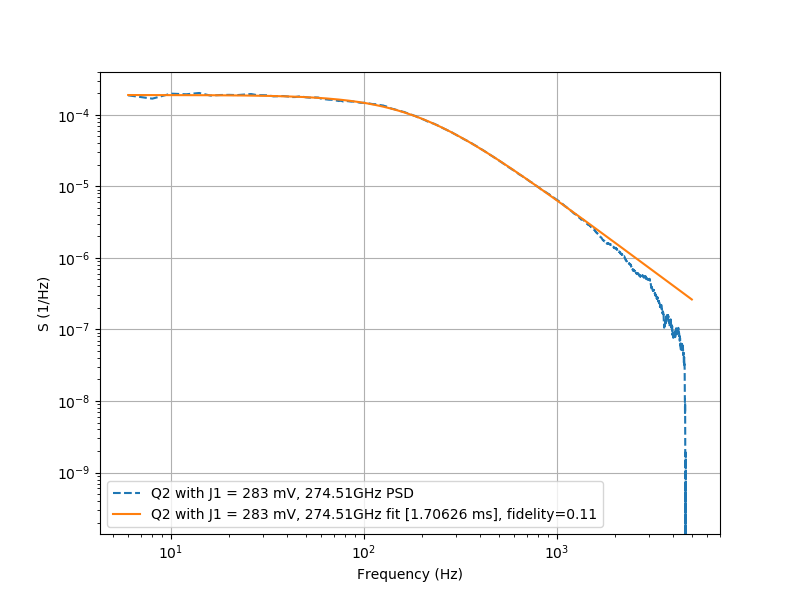 10⁻⁴
10⁻⁵
10⁻⁶
10⁻⁷
10⁻⁸
10⁻⁹
S (1/Hz)
Q2 with J1 = 283 mV, 274.51GHz PSD
Q2 with J1 = 283 mV, 274.51GHz fit [1.70626 ms], fidelity=0.11
10¹ 10² 10³
Frequency (Hz)